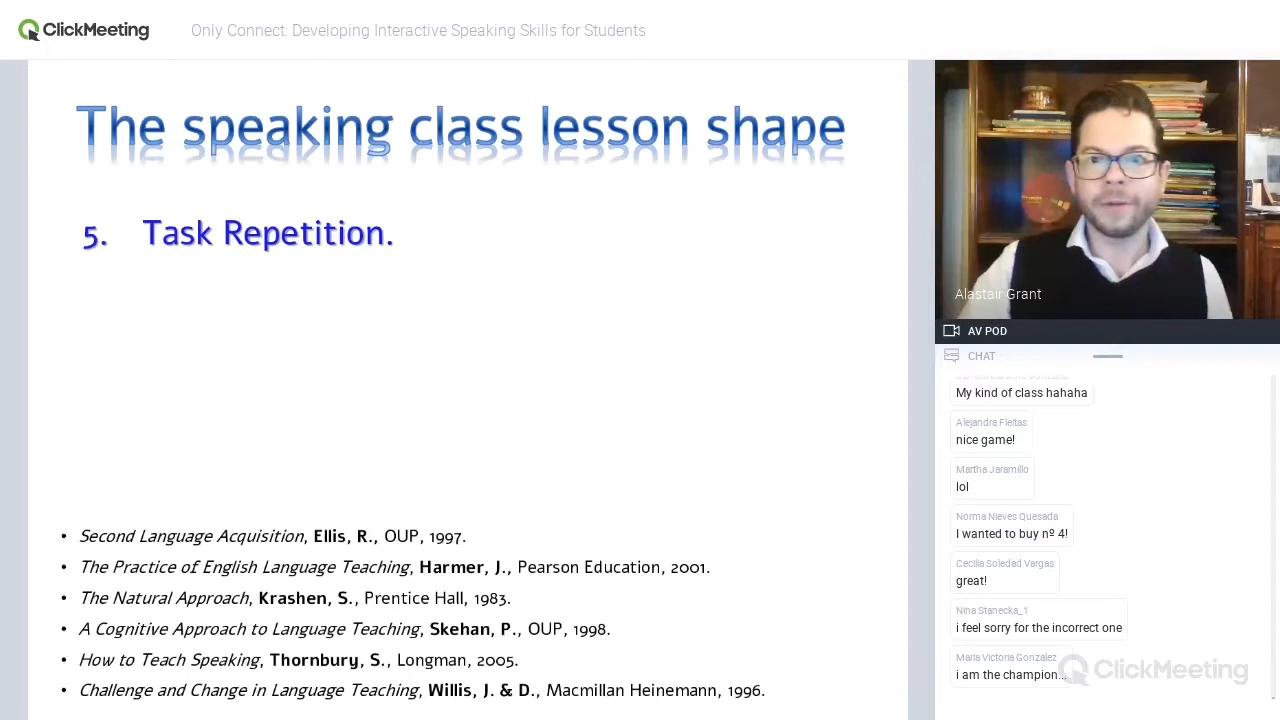 ClickMeeting
Only Connect: Developing Interactive Speaking Skills for Students
The speaking class lesson shape
5. Task Repetition.
• Second Language Acquisition, Ellis, R., OUP, 1997.
• The Practice of English Language Teaching, Harmer, J., Pearson Education, 2001.
• The Natural Approach, Krashen, S., Prentice Hall, 1983.
• A Cognitive Approach to Language Teaching, Skehan, P., OUP, 1998.
• How to Teach Speaking, Thornbury, S., Longman, 2005.
• Challenge and Change in Language Teaching, Willis, J. & D., Macmillan Heinemann, 1996.
Alastair Grant
AV POD
CHAT
My kind of class hahaha
Alejandra Fleitas
nice game!
Martha Jaramillo
lol
Norma Nieves Quesada
I wanted to buy nº 4!
Cecilia Soledad Vargas
great!
Nina Stanecka_1
i feel sorry for the incorrect one
Maria Victoria Gonzalez
i am the champion...
ClickMeeting